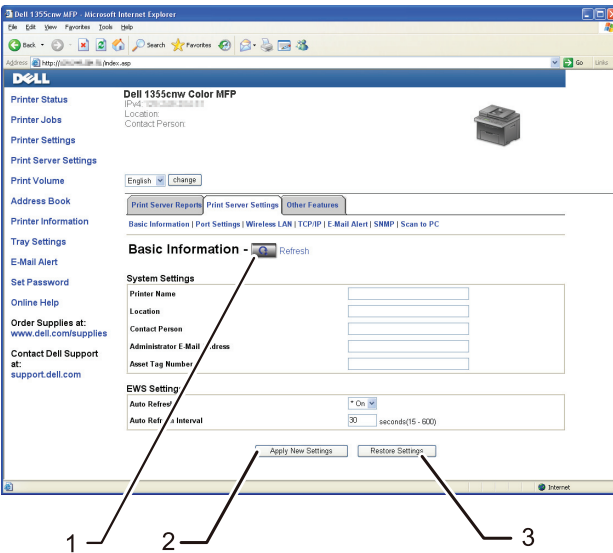 Dell 1355cnw MFP - Microsoft Internet Explorer
File Edit View Favorites Tools Help
Back Search Favorites
Address http:// /index.asp Go Links
DELL
Printer Status
Printer Jobs
Printer Settings
Print Server Settings
Print Volume
Address Book
Printer Information
Tray Settings
E-Mail Alert
Set Password
Online Help
Order Supplies at:
www.dell.com/supplies
Contact Dell Support
at:
support.dell.com
Dell 1355cnw Color MFP
IPv4:
Location:
Contact Person:
English change
Print Server Reports Print Server Settings Other Features
Basic Information | Port Settings | Wireless LAN | TCP/IP | E-Mail Alert | SNMP | Scan to PC
Basic Information - Refresh
System Settings
Printer Name
Location
Contact Person
Administrator E-Mail Address
Asset Tag Number
EWS Settings
Auto Refresh * On
Auto Refresh Interval 30 seconds(15 - 600)
Apply New Settings Restore Settings
Internet
1 2 3